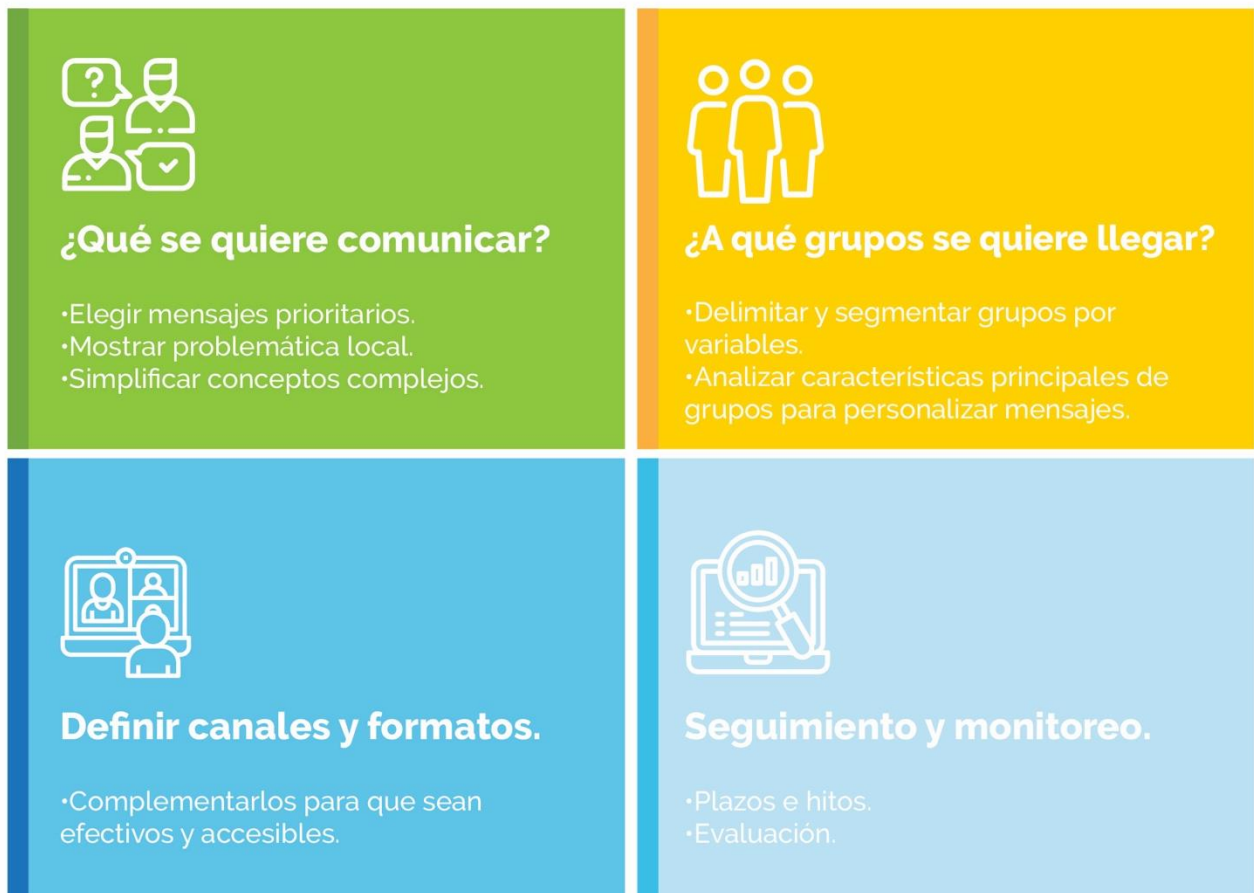 ¿Qué se quiere comunicar?
•Elegir mensajes prioritarios.
•Mostrar problemática local.
•Simplificar conceptos complejos.
¿A qué grupos se quiere llegar?
•Delimitar y segmentar grupos por
variables.
•Analizar características principales de
grupos para personalizar mensajes.
Definir canales y formatos.
•Complementarlos para que sean
efectivos y accesibles.
Seguimiento y monitoreo.
•Plazos e hitos.
•Evaluación.